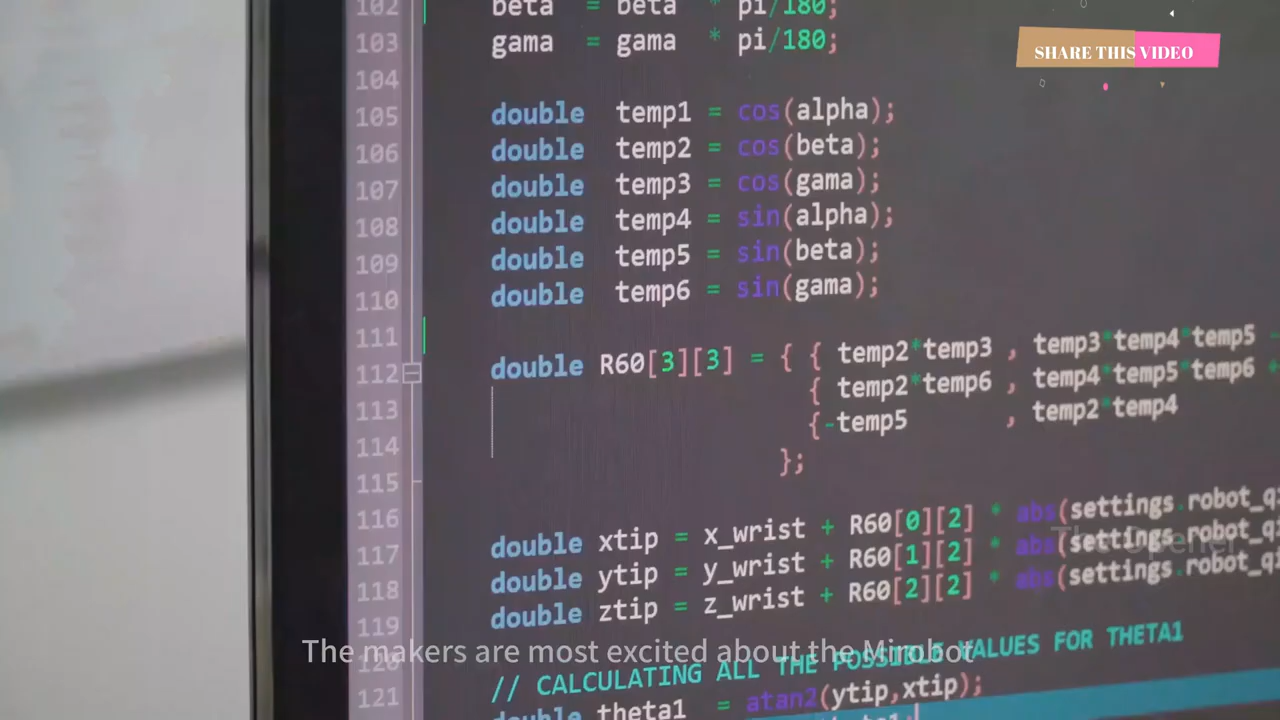 SHARE THIS VIDEO
102 beta = beta * pi/180;
103 gama = gama * pi/180;
104
105 double temp1 = cos(alpha);
106 double temp2 = cos(beta);
107 double temp3 = cos(gama);
108 double temp4 = sin(alpha);
109 double temp5 = sin(beta);
110 double temp6 = sin(gama);
111
112 double R60[3][3] = { { temp2*temp3 , temp3*temp4*temp5 -
113 { temp2*temp6 , temp4*temp5*temp6 +
114 {-temp5 , temp2*temp4
115 };
116
117 double xtip = x_wrist + R60[0][2] * abs(settings.robot_q
118 double ytip = y_wrist + R60[1][2] * abs(settings.robot_q
119 double ztip = z_wrist + R60[2][2] * abs(settings.robot_q
120
121 // CALCULATING ALL THE POSSIBLE VALUES FOR THETA1
double theta1 = atan2(ytip,xtip);
The makers are most excited about the Mirobot